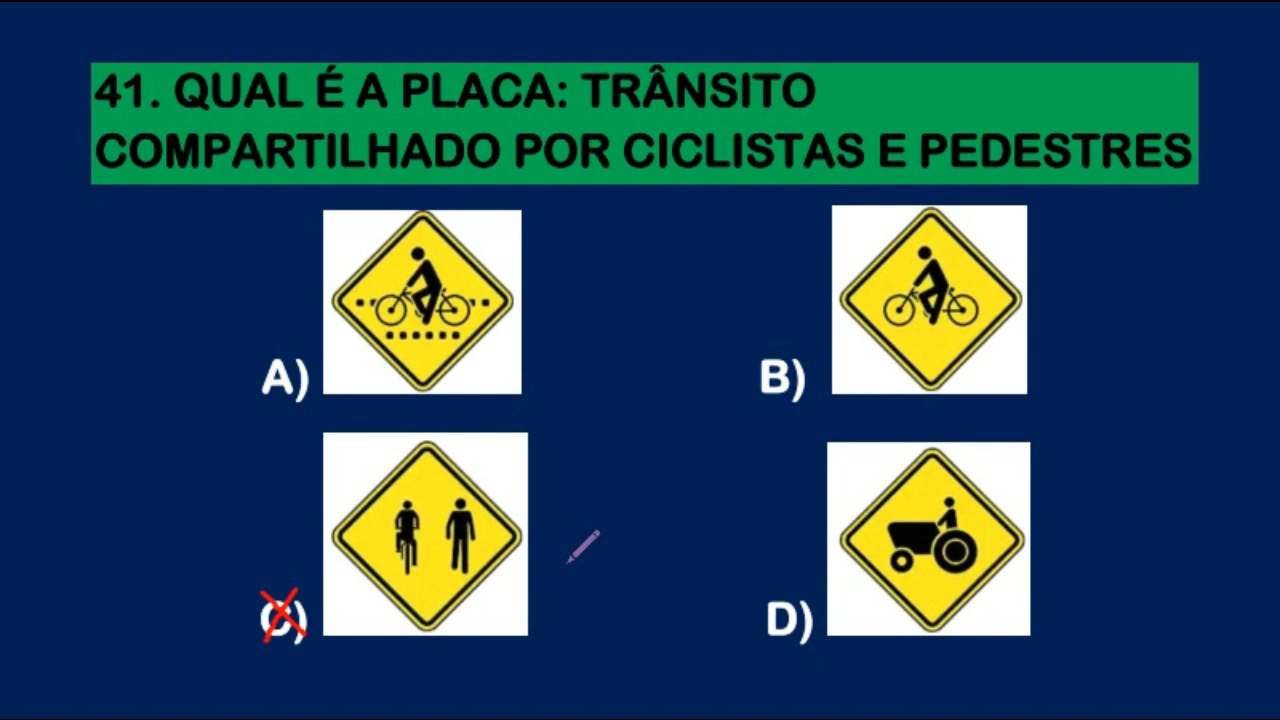 41. QUAL É A PLACA: TRÂNSITO
COMPARTILHADO POR CICLISTAS E PEDESTRES
A)
B)
C)
D)